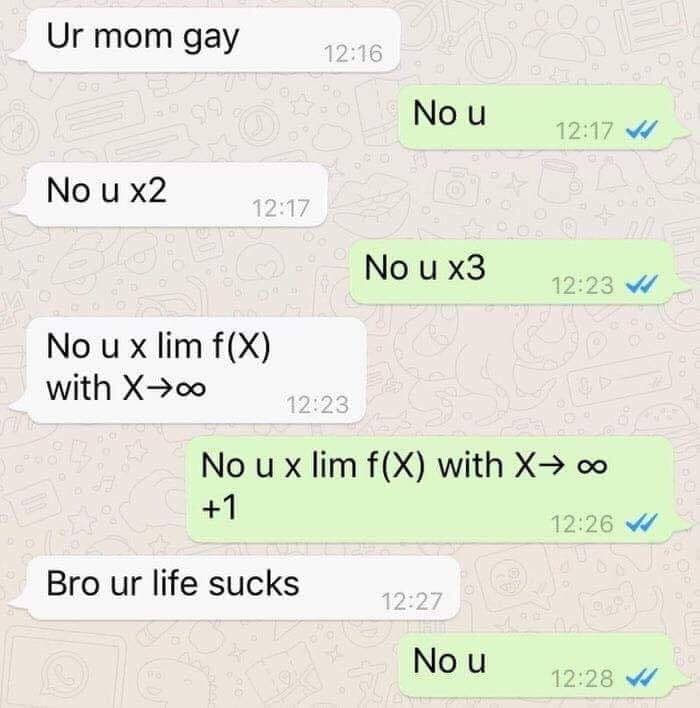 Ur mom gay
12:16
No u
12:17
No u x2
12:17
No u x3
12:23
No u x lim f(X)
with X→∞
12:23
No u x lim f(X) with X→ ∞
+1
12:26
Bro ur life sucks
12:27
No u
12:28